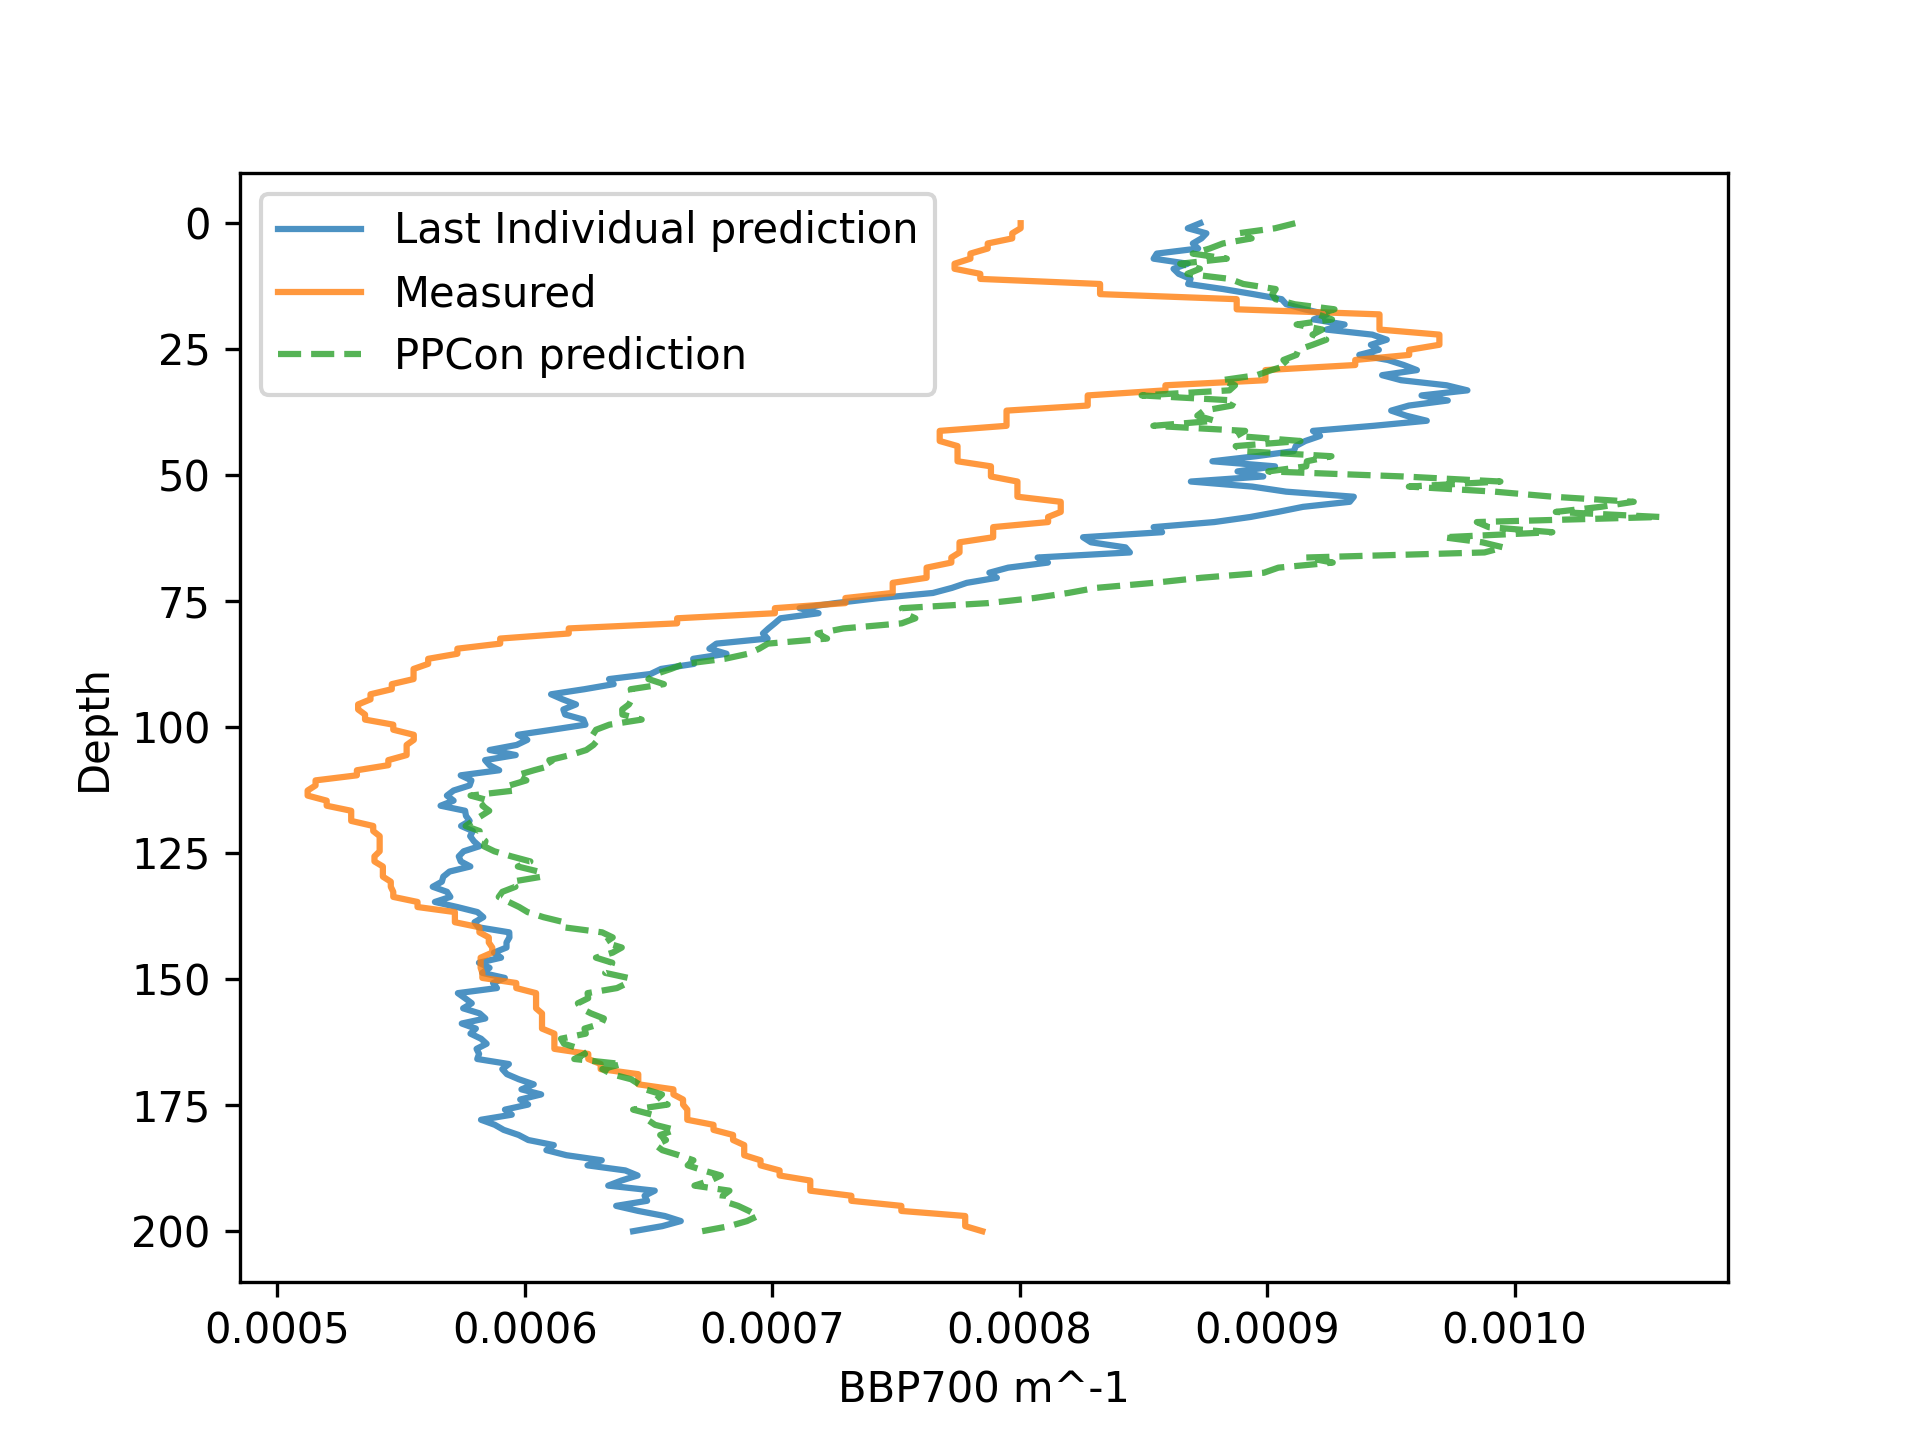 Last Individual prediction
Measured
PPCon prediction
Depth
0
25
50
75
100
125
150
175
200
0.0005 0.0006 0.0007 0.0008 0.0009 0.0010
BBP700 m^-1